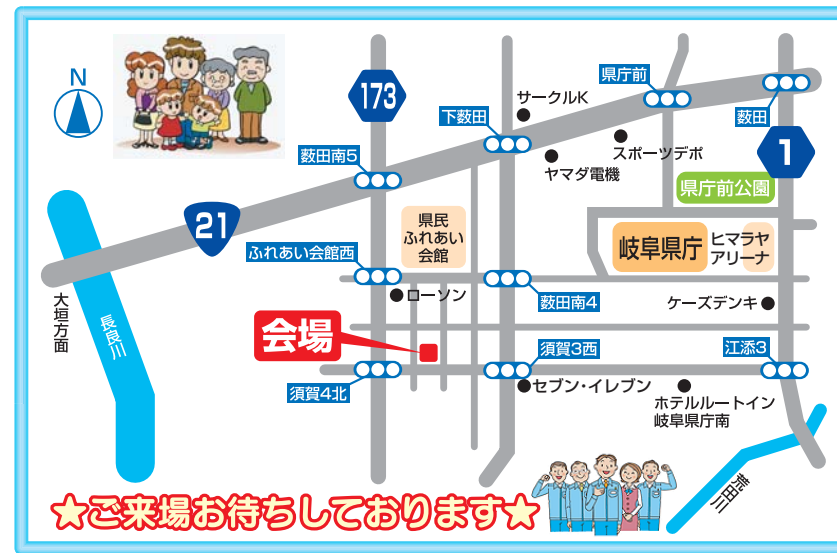 N
173
サークルK
県庁前
下薮田
薮田
スポーツデポ
ヤマダ電機
薮田南5
1
県庁前公園
21
県民
ふれあい
会館
岐阜県庁
ヒマラヤ
アリーナ
ふれあい会館西
ローソン
薮田南4
ケーズデンキ
大垣方面
長良川
会場
須賀3西
江添3
須賀4北
セブン・イレブン
ホテルルートイン
岐阜県庁南
荒田川
★ご来場お待ちしております★